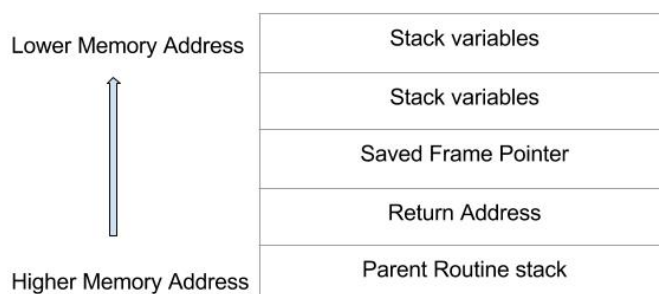 Lower Memory Address
Stack variables
Stack variables
Saved Frame Pointer
Return Address
Higher Memory Address
Parent Routine stack